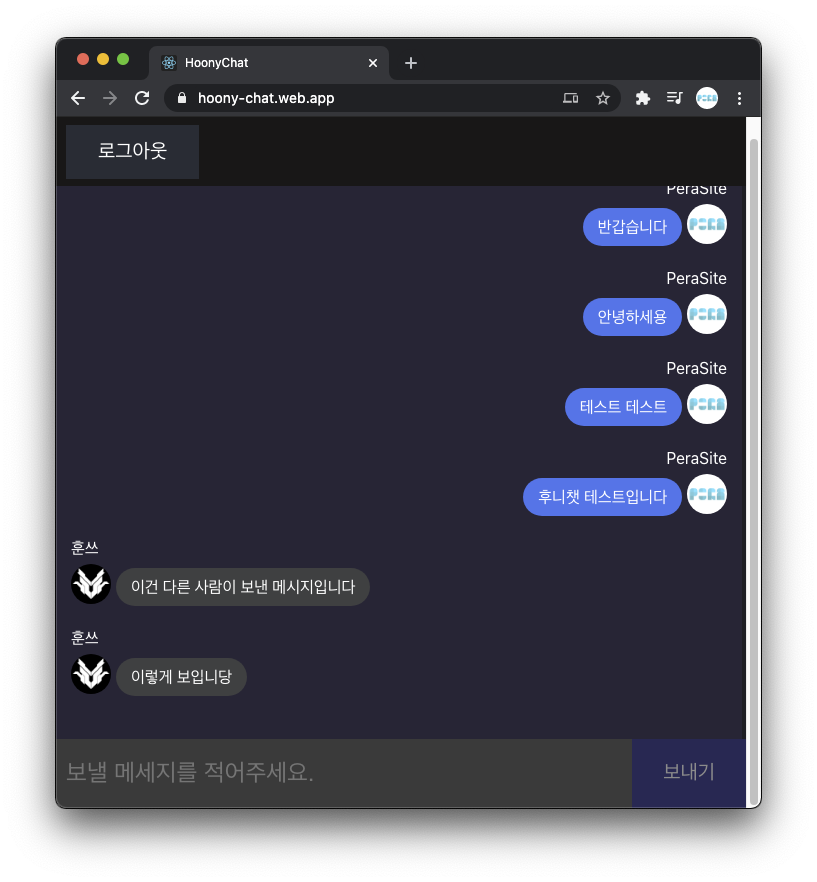 HoonyChat
hoony-chat.web.app
로그아웃
PeraSite
반갑습니다
PeraSite
안녕하세용
PeraSite
테스트 테스트
PeraSite
후니챗 테스트입니다
훈쓰
이건 다른 사람이 보낸 메시지입니다
훈쓰
이렇게 보입니당
보낼 메세지를 적어주세요.
보내기